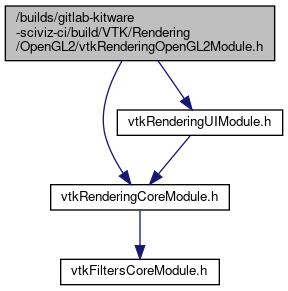 /builds/gitlab-kitware
-sciviz-ci/build/VTK/Rendering
/OpenGL2/vtkRenderingOpenGL2Module.h
vtkRenderingUIModule.h
vtkRenderingCoreModule.h
vtkFiltersCoreModule.h